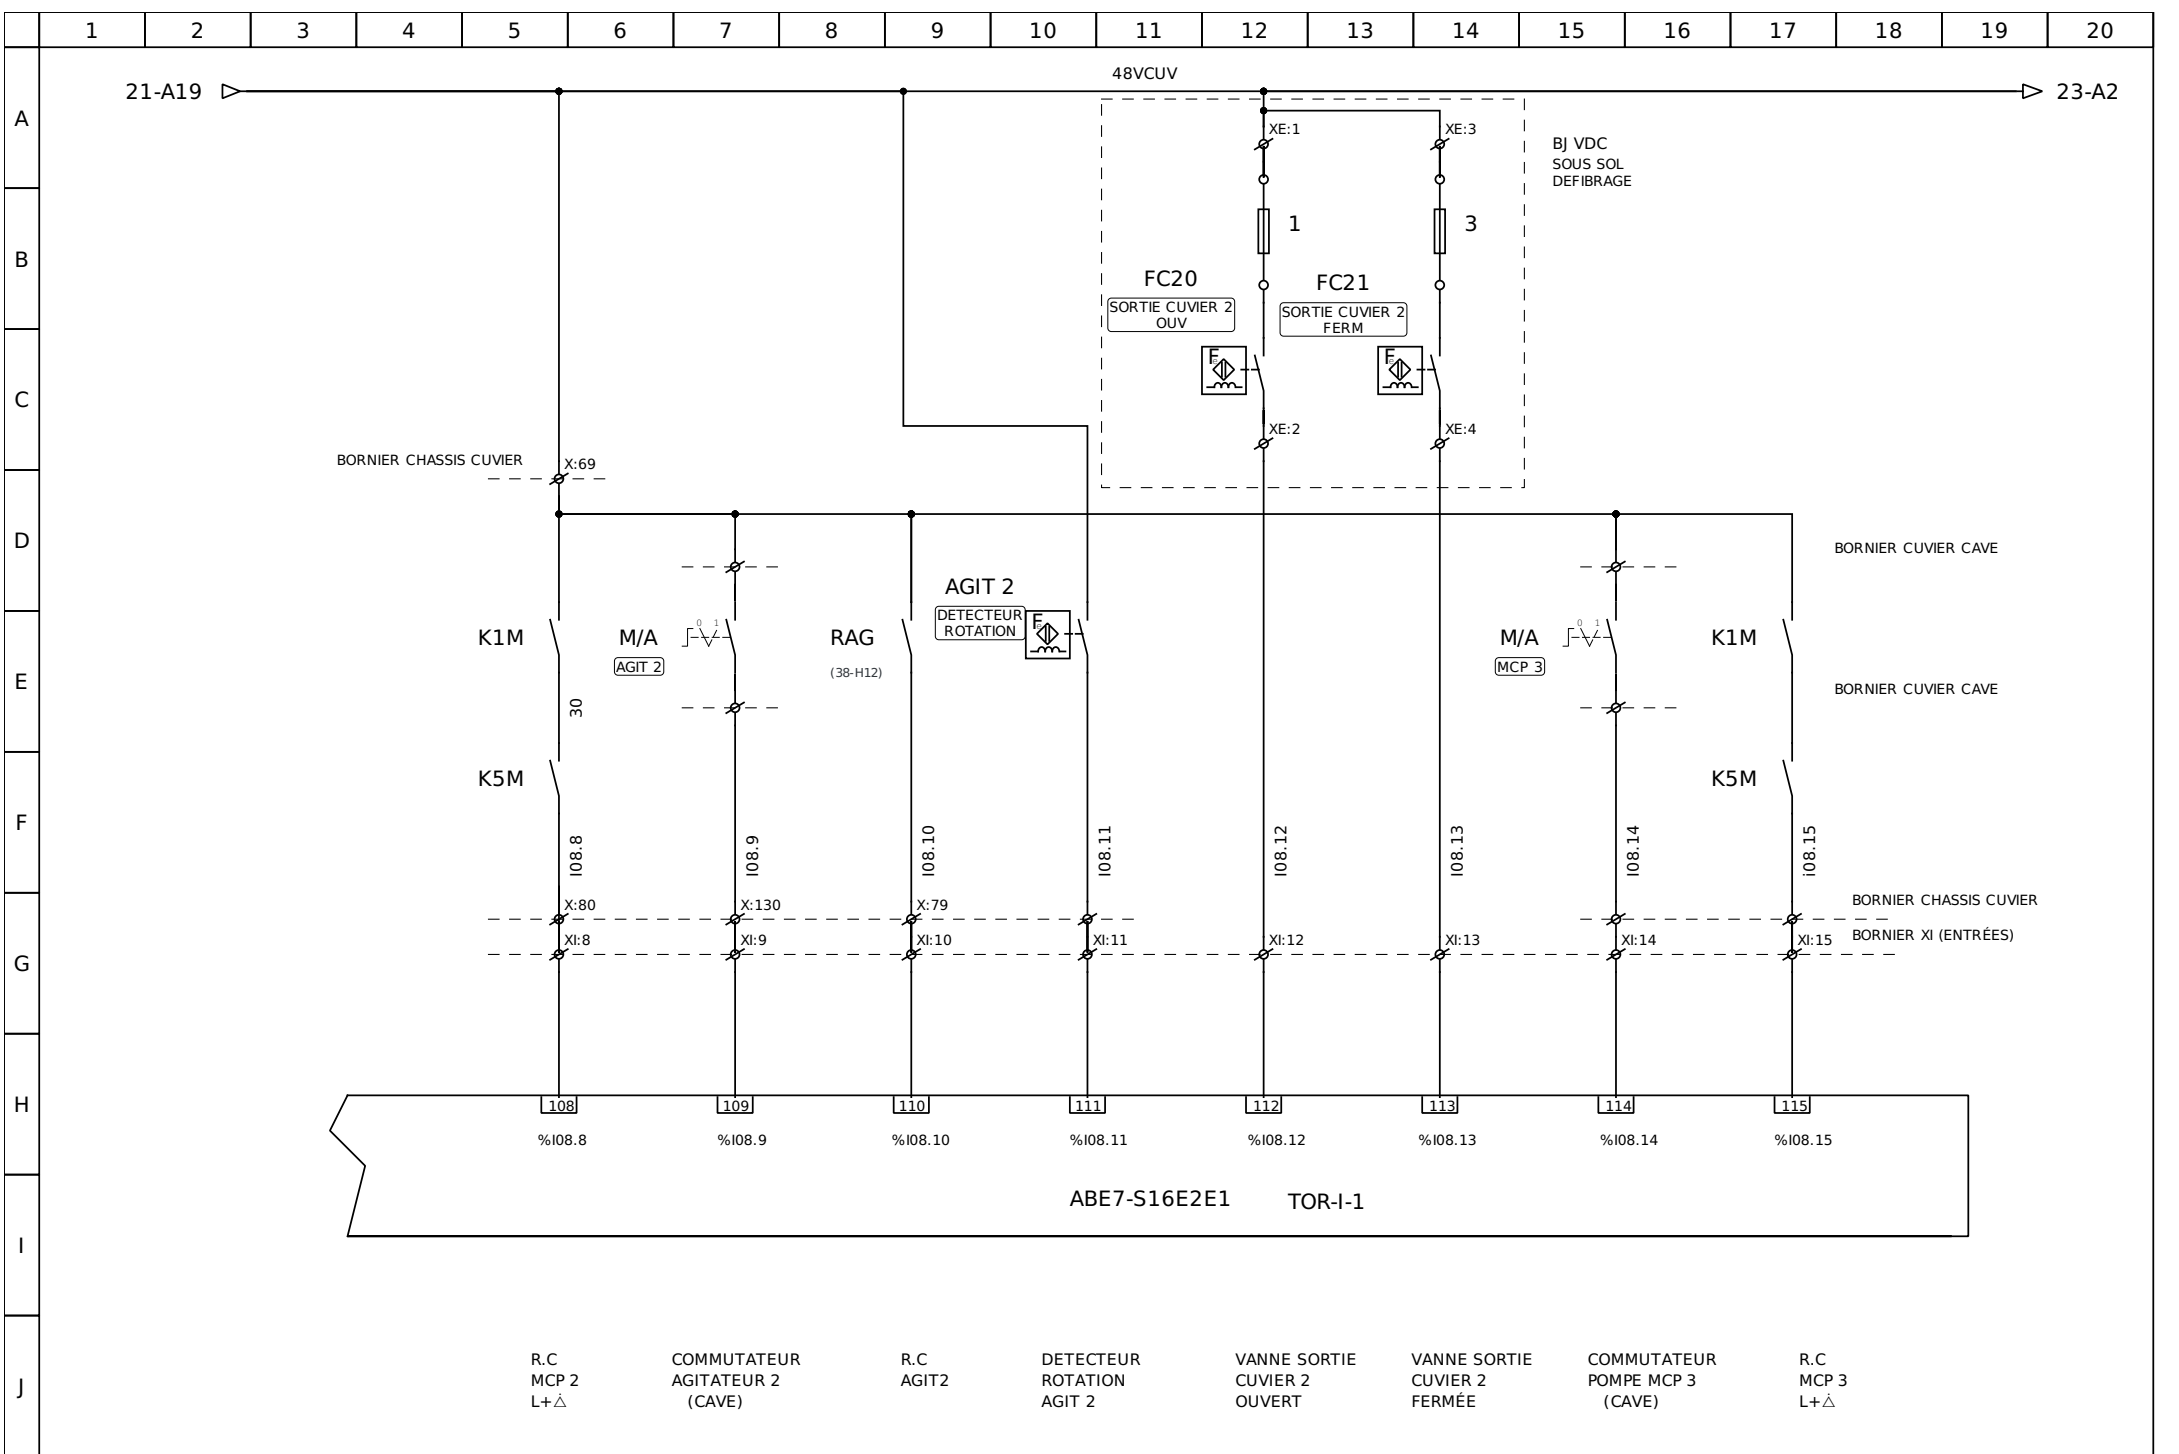 1 2 3 4 5 6 7 8 9 10 11 12 13 14 15 16 17 18 19 20
48VCUV
21-A19
23-A2
A
XE:1
XE:3
BJ VDC
SOUS SOL
DEFIBRAGE
1
3
B
FC20
FC21
SORTIE CUVIER 2
OUV
SORTIE CUVIER 2
FERM
Fe
Fe
C
XE:2
XE:4
BORNIER CHASSIS CUVIER
X:69
D
BORNIER CUVIER CAVE
AGIT 2
DETECTEUR
ROTATION
Fe
K1M
M/A
0 1
AGIT 2
RAG
(38-H12)
M/A
0 1
MCP 3
K1M
E
BORNIER CUVIER CAVE
30
K5M
K5M
F
I08.8
I08.9
I08.10
I08.11
I08.12
I08.13
I08.14
i08.15
X:80
X:130
X:79
BORNIER CHASSIS CUVIER
XI:8
XI:9
XI:10
XI:11
XI:12
XI:13
XI:14
XI:15
BORNIER XI (ENTRÉES)
G
H
108
109
110
111
112
113
114
115
%I08.8
%I08.9
%I08.10
%I08.11
%I08.12
%I08.13
%I08.14
%I08.15
ABE7-S16E2E1
TOR-I-1
I
J
R.C
MCP 2
L+△
COMMUTATEUR
AGITATEUR 2
(CAVE)
R.C
AGIT2
DETECTEUR
ROTATION
AGIT 2
VANNE SORTIE
CUVIER 2
OUVERT
VANNE SORTIE
CUVIER 2
FERMÉE
COMMUTATEUR
POMPE MCP 3
(CAVE)
R.C
MCP 3
L+△